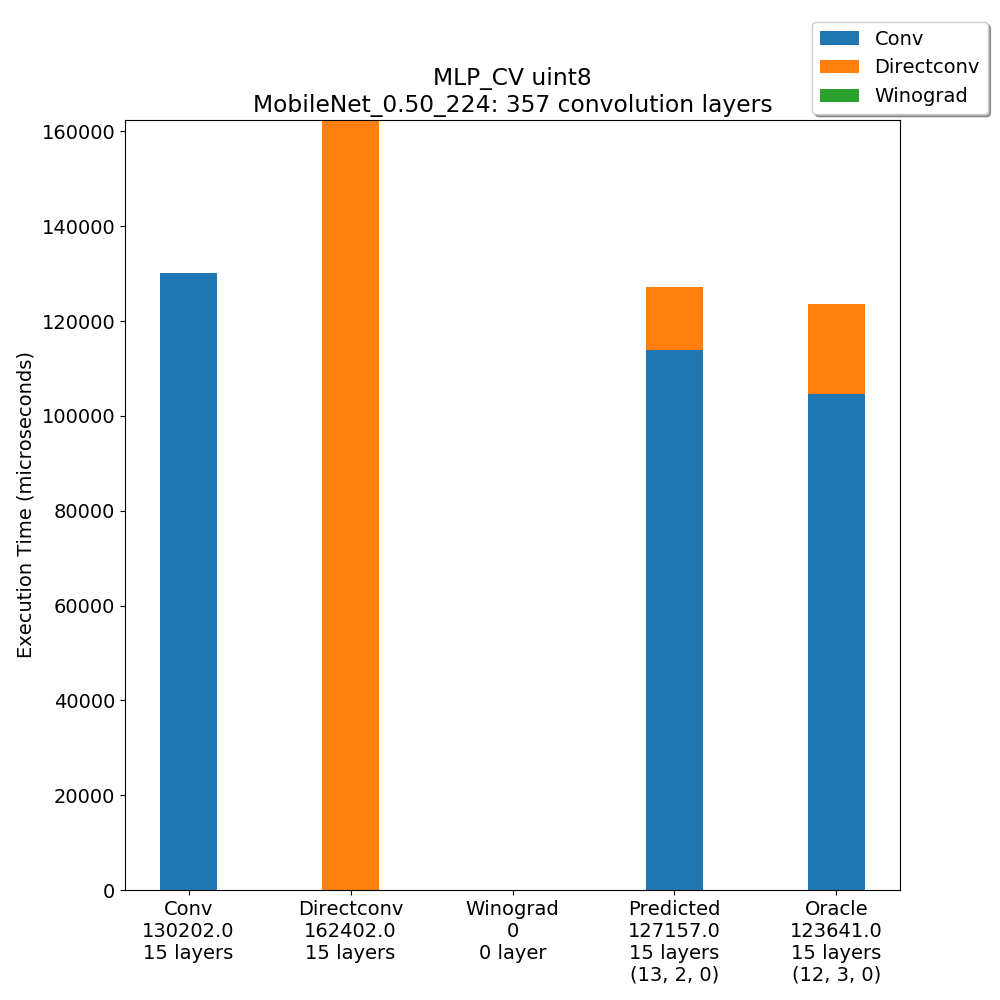 Conv
Directconv
Winograd
MLP_CV uint8
MobileNet_0.50_224: 357 convolution layers
Execution Time (microseconds)
160000
140000
120000
100000
80000
60000
40000
20000
0
Conv
130202.0
15 layers
Directconv
162402.0
15 layers
Winograd
0
0 layer
Predicted
127157.0
15 layers
(13, 2, 0)
Oracle
123641.0
15 layers
(12, 3, 0)